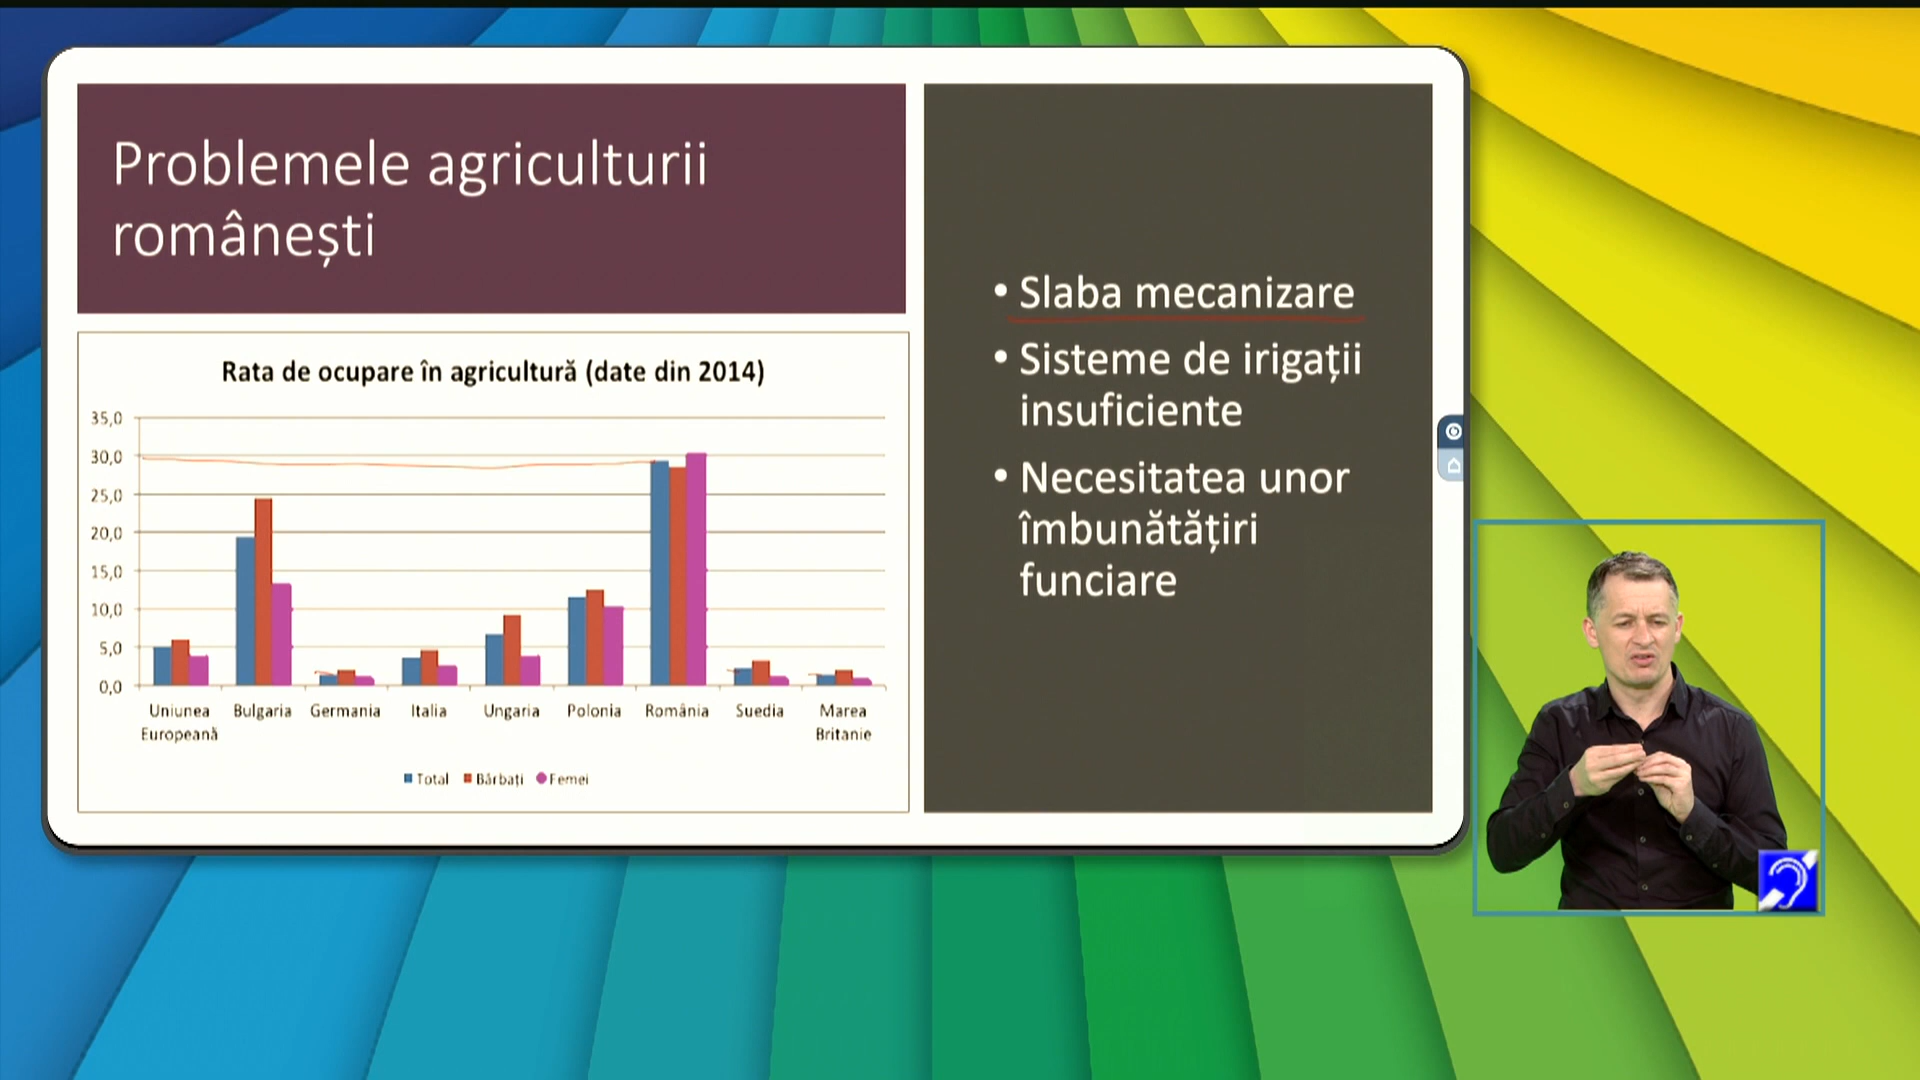 Problemele agriculturii
românești
Rata de ocupare în agricultură (date din 2014)
35,0
30,0
25,0
20,0
15,0
10,0
5,0
0,0
Uniunea
Europeană
Bulgaria
Germania
Italia
Ungaria
Polonia
România
Suedia
Marea
Britanie
Total
Bărbați
Femei
• Slaba mecanizare
• Sisteme de irigații
insuficiente
• Necesitatea unor
îmbunătățiri
funciare